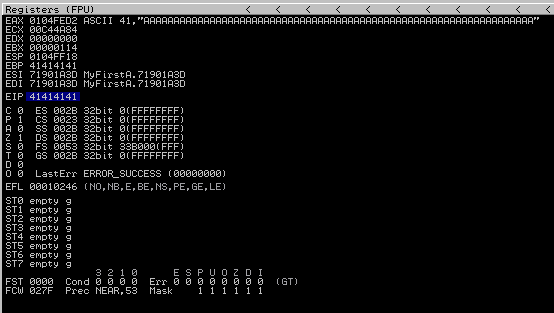 Registers (FPU) < < < < < < < < < <
EAX 0104FED2 ASCII 41,"AAAAAAAAAAAAAAAAAAAAAAAAAAAAAAAAAAAAAAAAAAAAAAAAAAAAAAAAAAAAAAAAA"
ECX 00C44A84
EDX 00000000
EBX 00000114
ESP 0104FF18
EBP 41414141
ESI 71901A3D MyFirstA.71901A3D
EDI 71901A3D MyFirstA.71901A3D
EIP 41414141
C 0 ES 002B 32bit 0(FFFFFFFF)
P 1 CS 0023 32bit 0(FFFFFFFF)
A 0 SS 002B 32bit 0(FFFFFFFF)
Z 1 DS 002B 32bit 0(FFFFFFFF)
S 0 FS 0053 32bit 33B000(FFF)
T 0 GS 002B 32bit 0(FFFFFFFF)
D 0
O 0 LastErr ERROR_SUCCESS (00000000)
EFL 00010246 (NO,NB,E,BE,NS,PE,GE,LE)
ST0 empty g
ST1 empty g
ST2 empty g
ST3 empty g
ST4 empty g
ST5 empty g
ST6 empty g
ST7 empty g
3 2 1 0 E S P U O Z D I
FST 0000 Cond 0 0 0 0 Err 0 0 0 0 0 0 0 0 (GT)
FCW 027F Prec NEAR,53 Mask 1 1 1 1 1 1